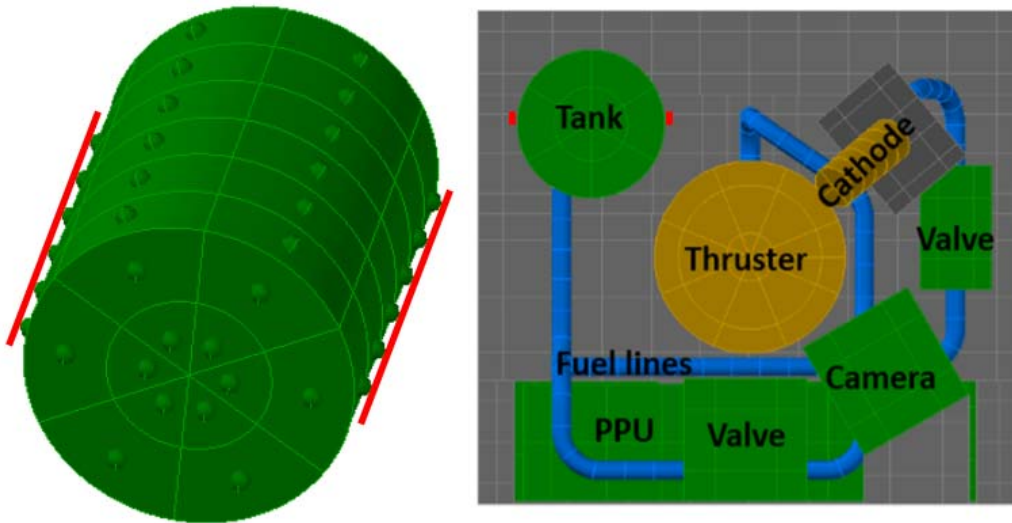 Tank
Cathode
Valve
Thruster
Fuel lines
Camera
PPU
Valve